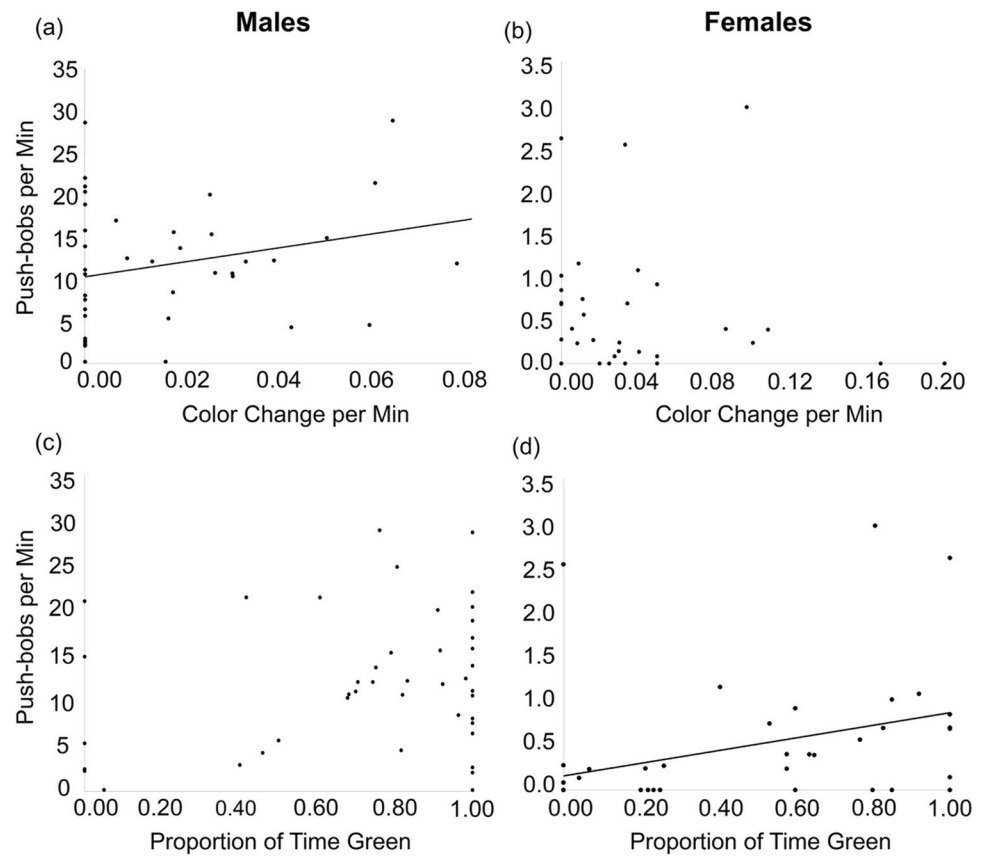 (a) Males (b) Females
35
30
25
20
15
10
5
0
Push-bobs per Min
0.00 0.02 0.04 0.06 0.08
Color Change per Min
3.5
3.0
2.5
2.0
1.5
1.0
0.5
0.0
0.00 0.04 0.08 0.12 0.16 0.20
Color Change per Min
(c) (d)
35
30
25
20
15
10
5
0
Push-bobs per Min
0.00 0.20 0.40 0.60 0.80 1.00
Proportion of Time Green
3.5
3.0
2.5
2.0
1.5
1.0
0.5
0.0
0.00 0.20 0.40 0.60 0.80 1.00
Proportion of Time Green